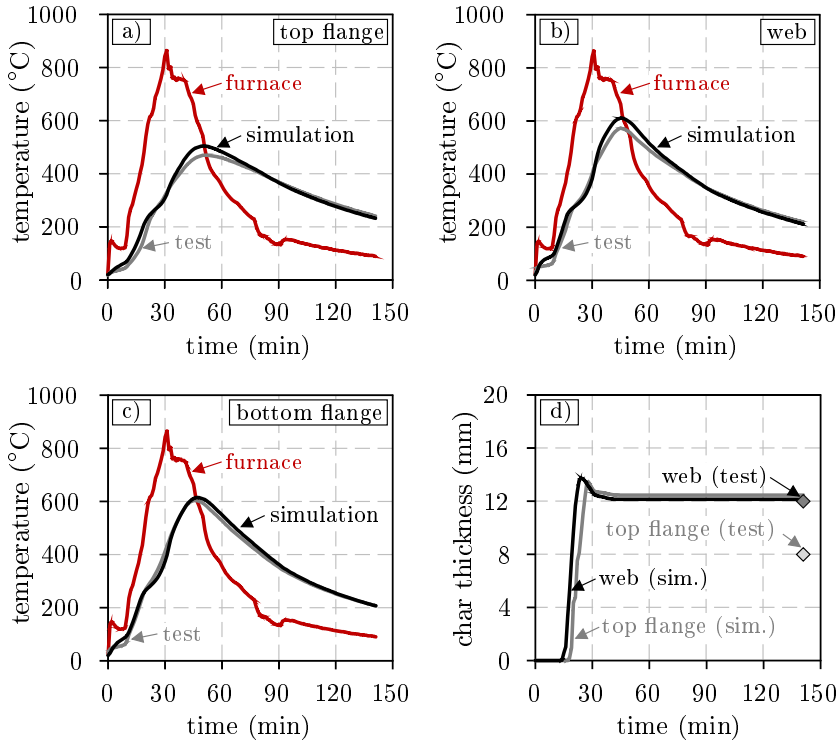 a)
top flange
1000
800
600
400
200
0
temperature (°C)
furnace
simulation
test
0
30
60
90
120
150
time (min)
b)
web
1000
800
600
400
200
0
temperature (°C)
furnace
simulation
test
0
30
60
90
120
150
time (min)
c)
bottom flange
1000
800
600
400
200
0
temperature (°C)
furnace
simulation
test
0
30
60
90
120
150
time (min)
d)
20
16
12
8
4
0
char thickness (mm)
web (test)
top flange (test)
web (sim.)
top flange (sim.)
0
30
60
90
120
150
time (min)